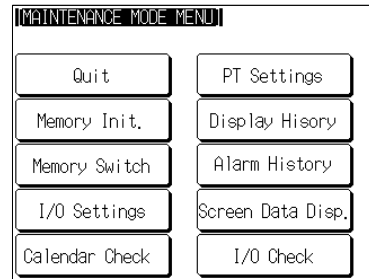 [MAINTENANCE MODE MENU]
Quit
PT Settings
Memory Init.
Display Hisory
Memory Switch
Alarm History
I/O Settings
Screen Data Disp.
Calendar Check
I/O Check